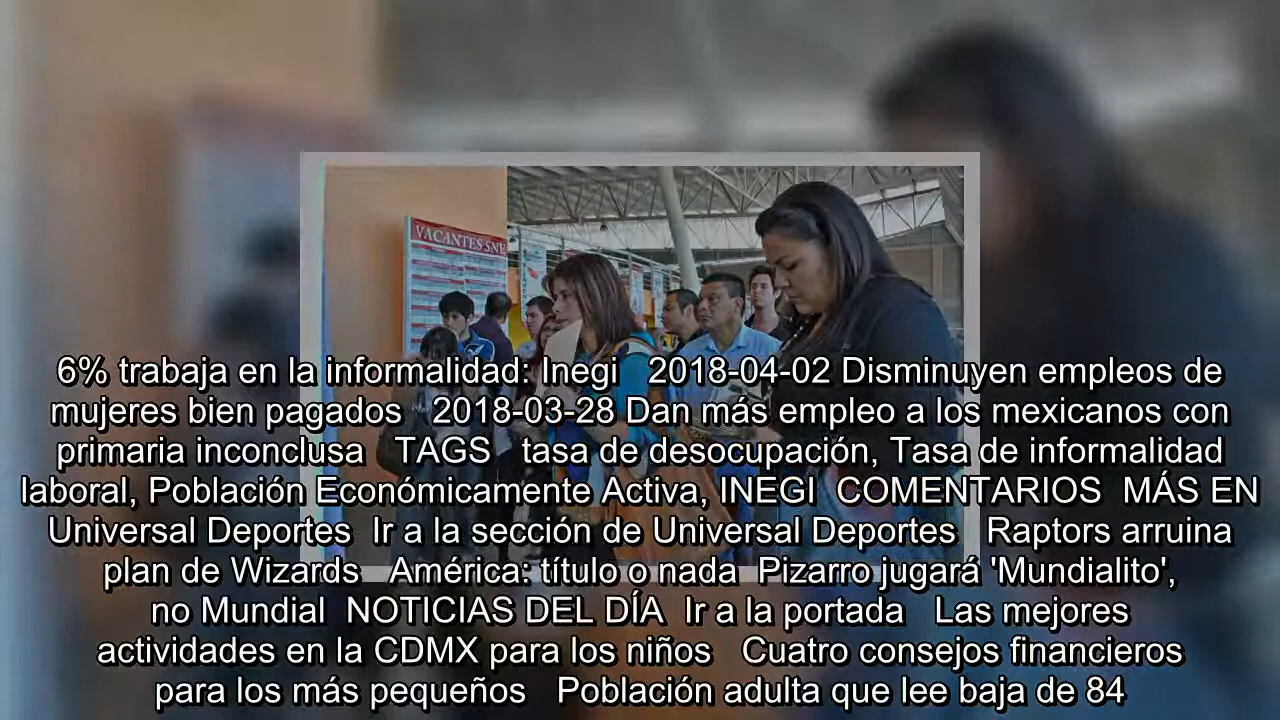 VACANTES SNE
6% trabaja en la informalidad: Inegi 2018-04-02 Disminuyen empleos de
mujeres bien pagados 2018-03-28 Dan más empleo a los mexicanos con
primaria inconclusa TAGS tasa de desocupación, Tasa de informalidad
laboral, Población Económicamente Activa, INEGI COMENTARIOS MÁS EN
Universal Deportes Ir a la sección de Universal Deportes Raptors arruina
plan de Wizards América: título o nada Pizarro jugará 'Mundialito',
no Mundial NOTICIAS DEL DÍA Ir a la portada Las mejores
actividades en la CDMX para los niños Cuatro consejos financieros
para los más pequeños Población adulta que lee baja de 84